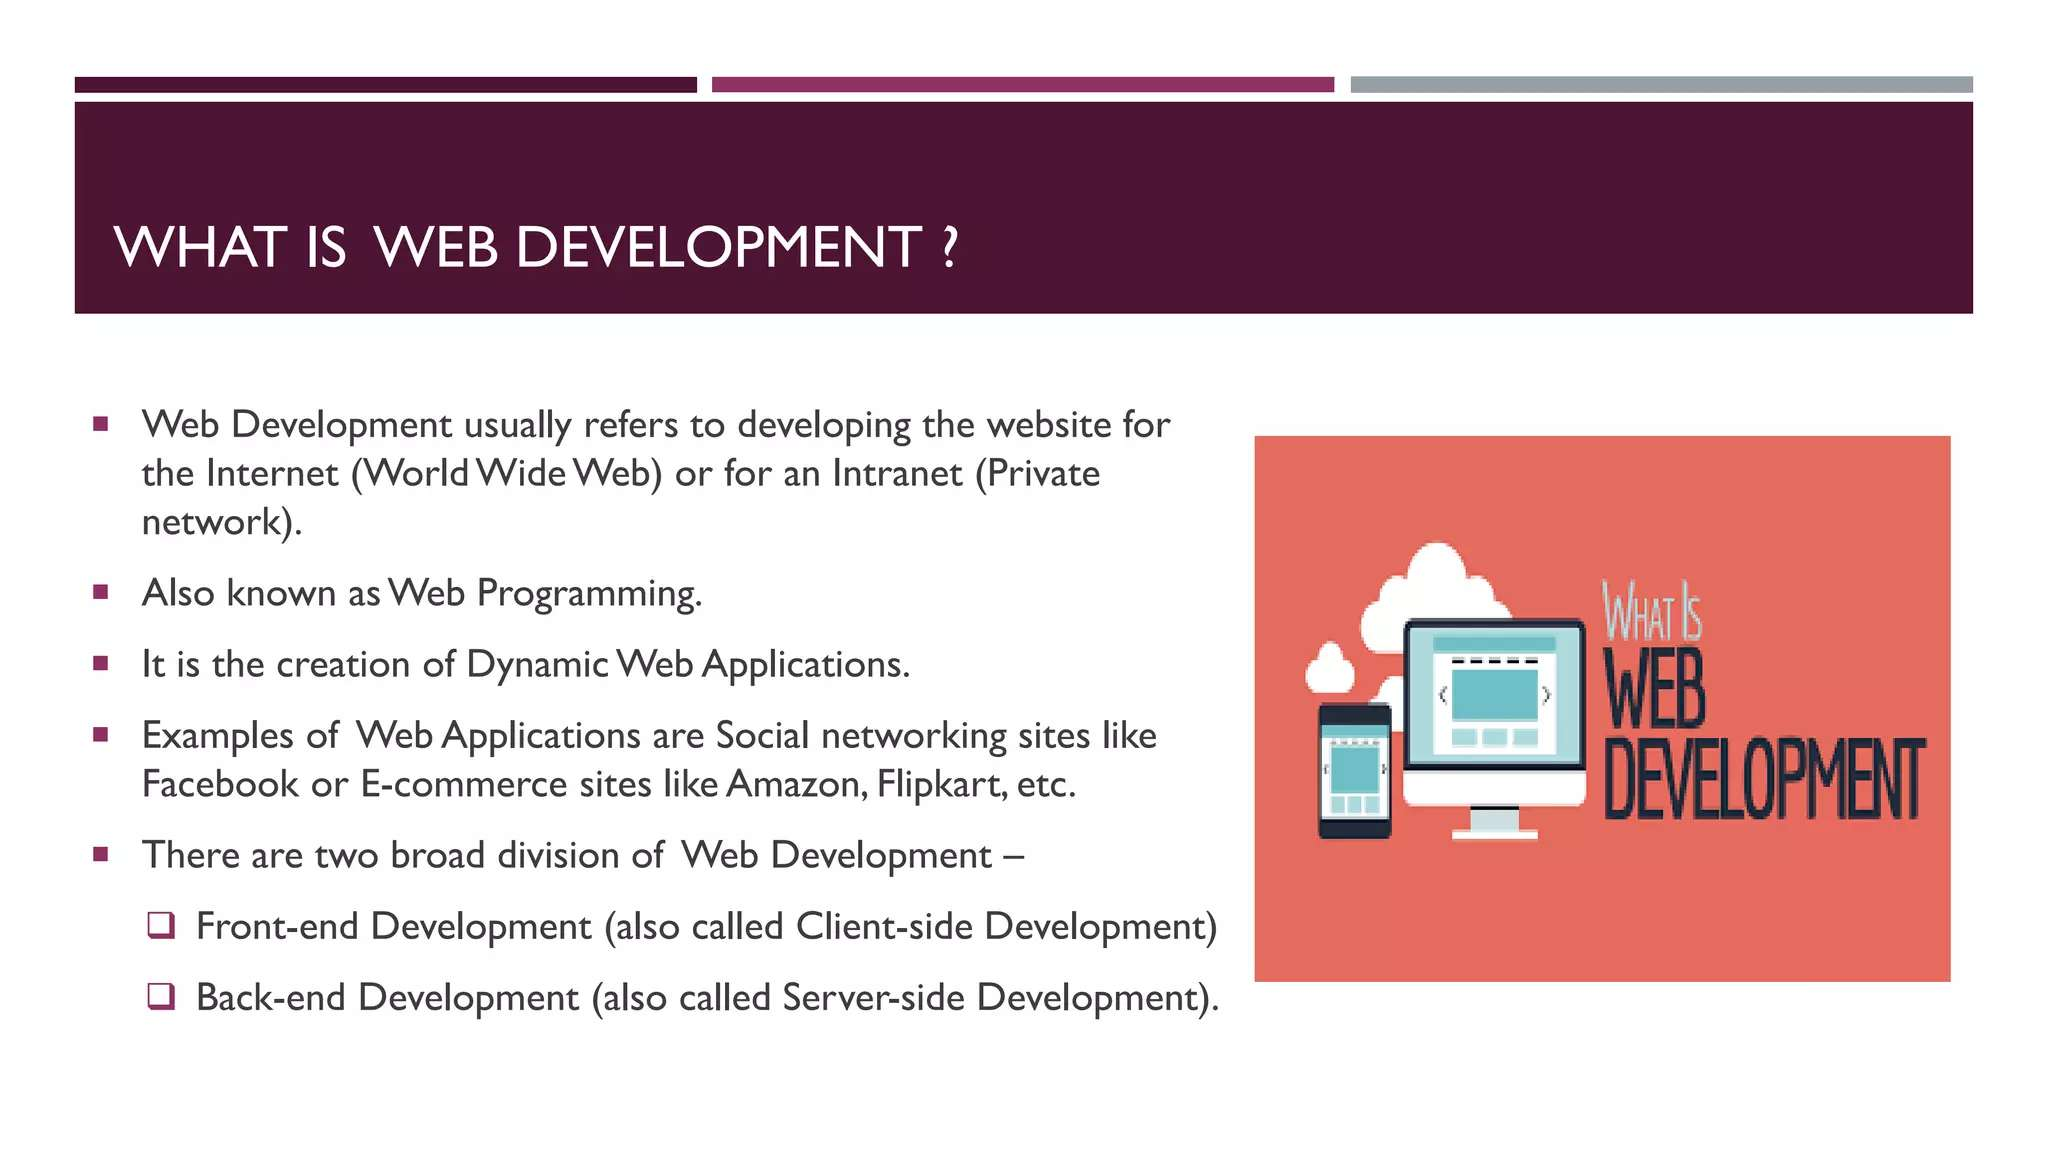 WHAT IS WEB DEVELOPMENT ?
Web Development usually refers to developing the website for
the Internet (World Wide Web) or for an Intranet (Private
network).
Also known as Web Programming.
It is the creation of Dynamic Web Applications.
Examples of Web Applications are Social networking sites like
Facebook or E-commerce sites like Amazon, Flipkart, etc.
There are two broad division of Web Development –
Front-end Development (also called Client-side Development)
Back-end Development (also called Server-side Development).
WHAT IS
WEB
DEVELOPMENT